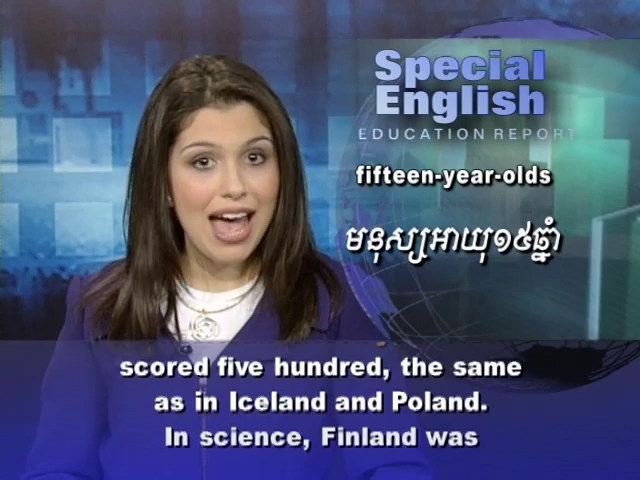 Special
English
EDUCATION REPORT
fifteen-year-olds
មនុស្សអាយុ១៥ឆ្នាំ
scored five hundred, the same
as in Iceland and Poland.
In science, Finland was